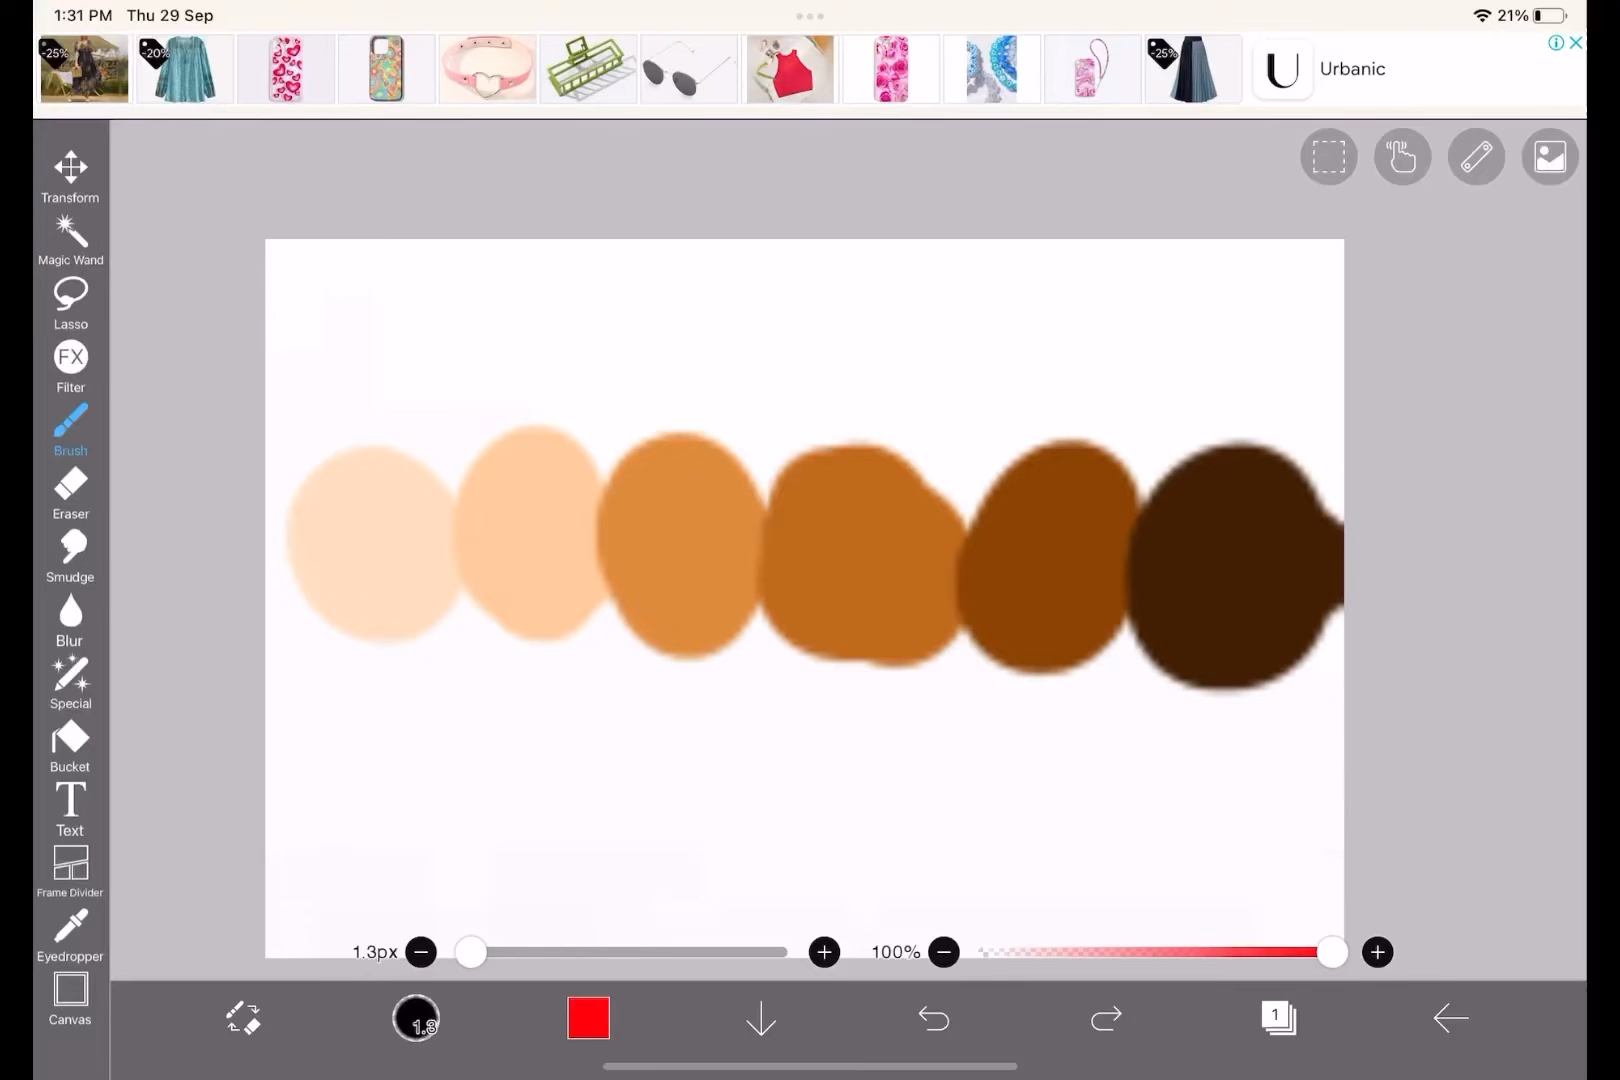 1:31 PM Thu 29 Sep
21%
-25%
-20%
-25%
U
Urbanic
Transform
Magic Wand
Lasso
FX
Filter
Brush
Eraser
Smudge
Blur
Special
Bucket
T
Text
Frame Divider
Eyedropper
Canvas
1.3px
100%
1.3
1